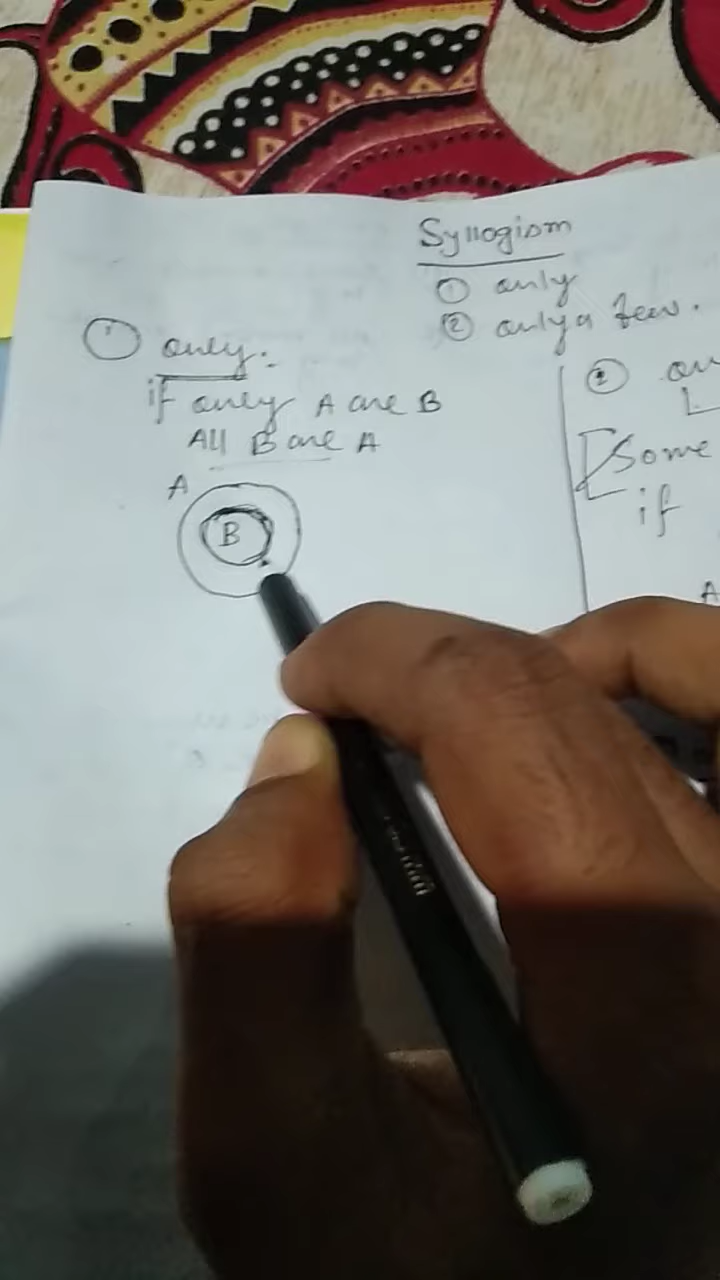 Syllogism
① only
② only a few.
① only:
if only A are B
All B are A
A
B
②
Some
if
A